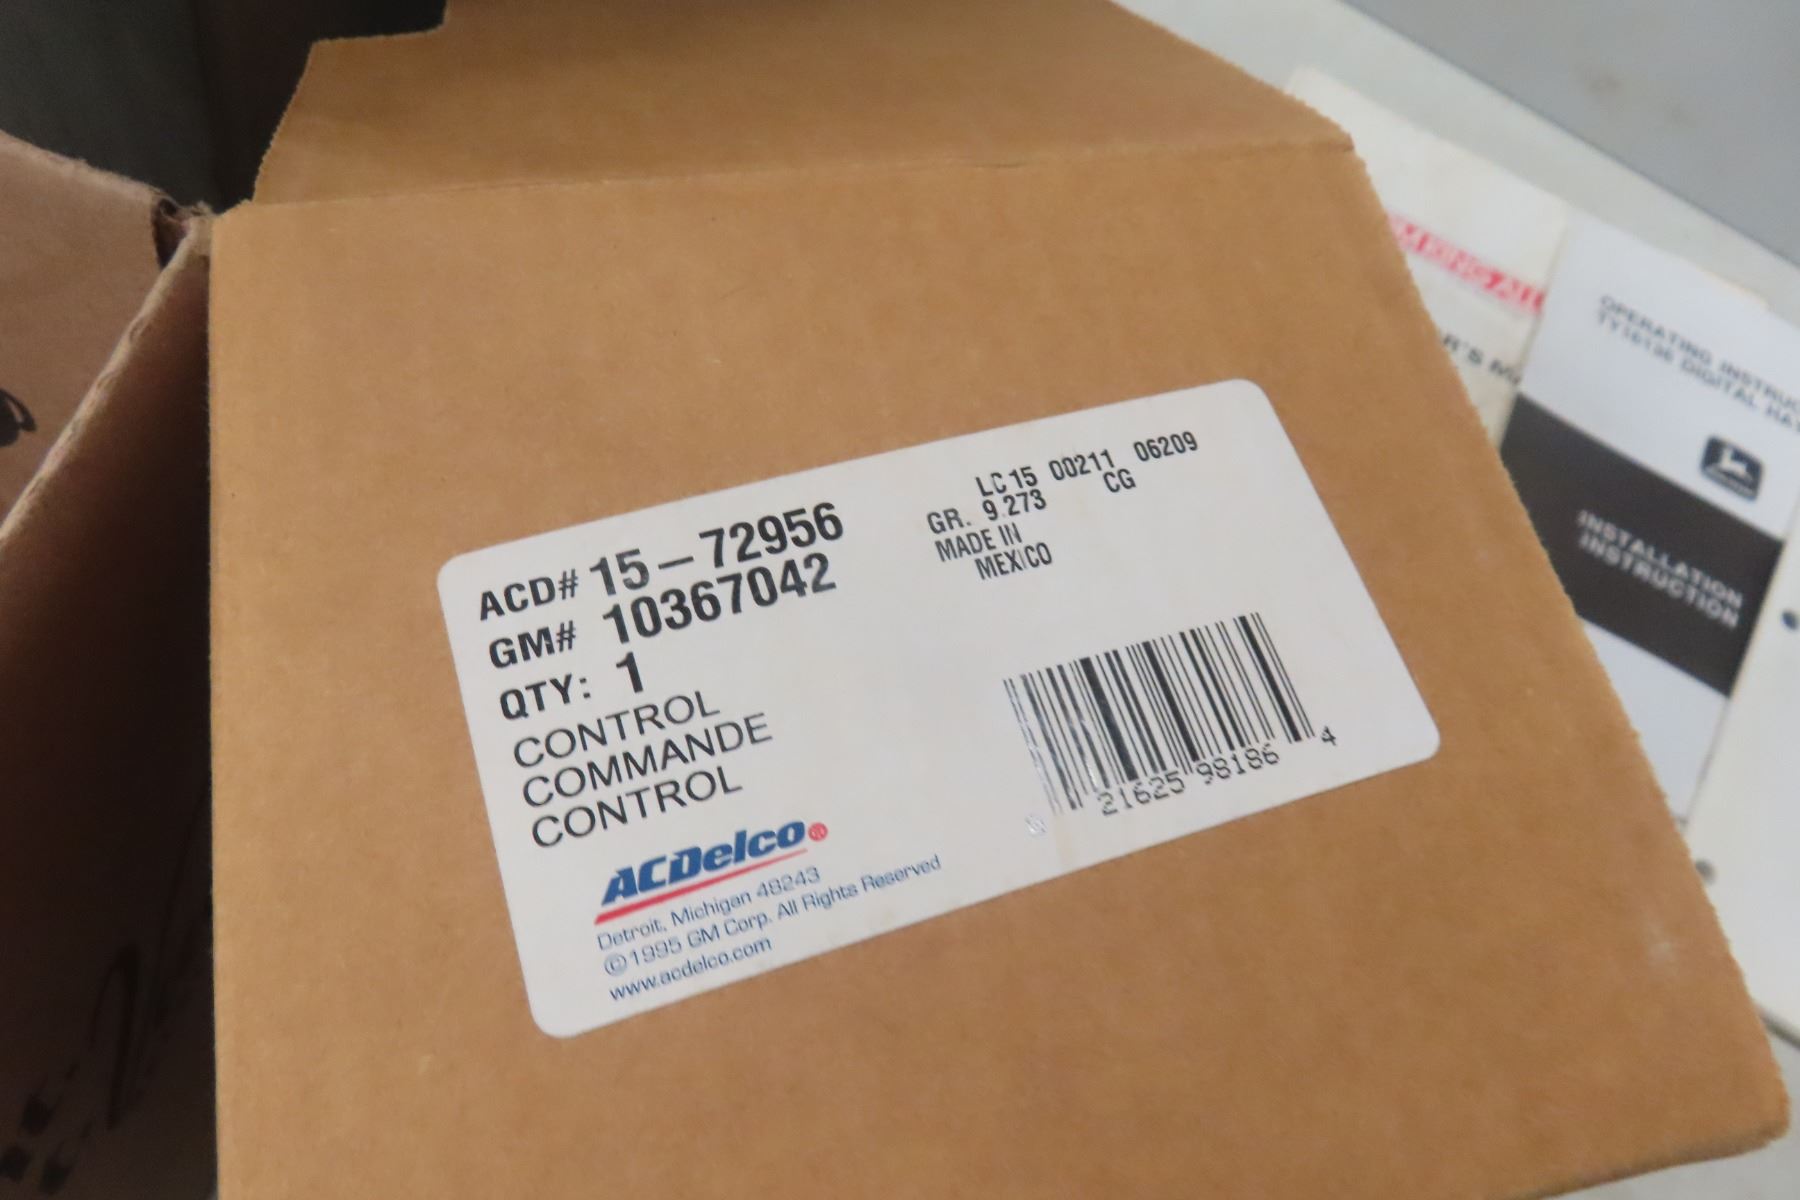 ACD# 15-72956
GM# 10367042
QTY: 1
CONTROL
COMMANDE
CONTROL
LC 15 00211 06209
GR. 9.273 CG
MADE IN
MEXICO
21625 98186 4
ACDelco®
Detroit, Michigan 48243
©1995 GM Corp. All Rights Reserved
www.acdelco.com
OPERATING
DIGITAL
INSTALLATION
INSTRUCTION